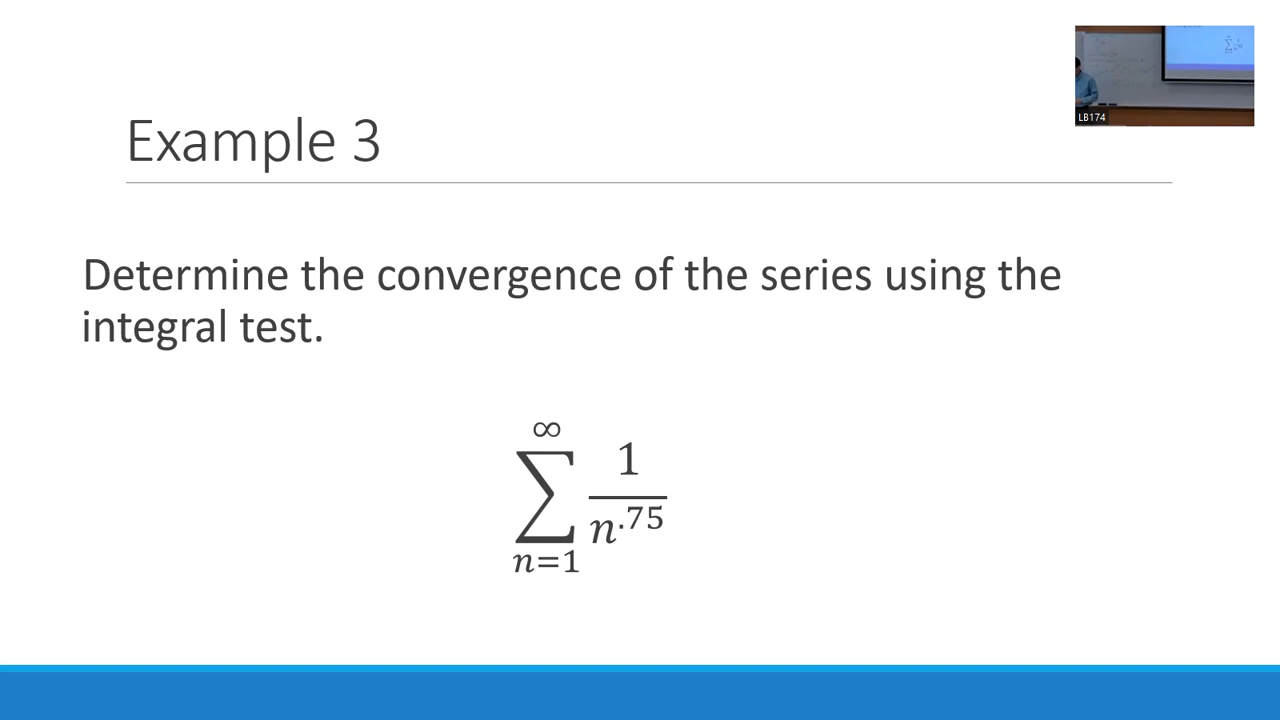 LB174
Example 3
Determine the convergence of the series using the
integral test.
∞
∑ 1/n^.75
n=1